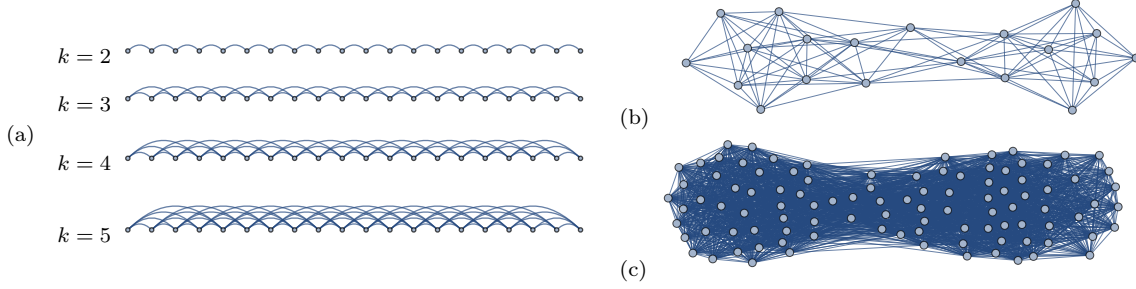 (a)
k = 2
k = 3
k = 4
k = 5
(b)
(c)